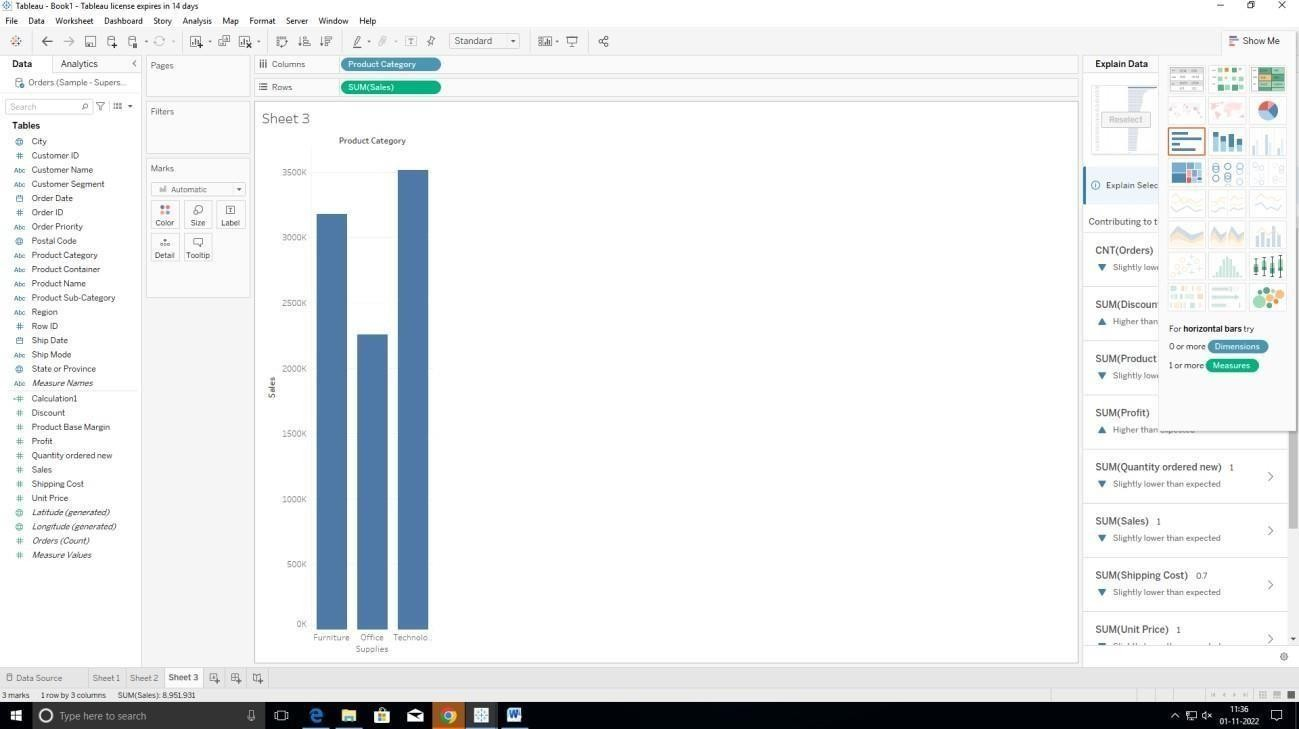 Tableau - Book1 - Tableau license expires in 14 days
File Data Worksheet Dashboard Story Analysis Map Format Server Window Help
Standard
Show Me
Data Analytics
Orders (Sample - Supers...
Search
Tables
City
Customer ID
Abc Customer Name
Abc Customer Segment
Order Date
Order ID
Abc Order Priority
Postal Code
Abc Product Category
Abc Product Container
Abc Product Name
Abc Product Sub-Category
Abc Region
Row ID
Ship Date
Abc Ship Mode
State or Province
Abc Measure Names
Calculation1
Discount
Product Base Margin
Profit
Quantity ordered new
Sales
Shipping Cost
Unit Price
Latitude (generated)
Longitude (generated)
Orders (Count)
Measure Values
Pages
Filters
Marks
Automatic
Color Size Label
Detail Tooltip
Columns Product Category
Rows SUM(Sales)
Sheet 3
Product Category
3500K
3000K
2500K
2000K
1500K
1000K
500K
0K
Sales
Furniture Office Supplies Technolo..
Explain Data
Reselect
Explain Selec
Contributing to t
CNT(Orders)
Slightly lowe
SUM(Discoun
Higher than
SUM(Product
Slightly lowe
SUM(Profit)
Higher than expected
SUM(Quantity ordered new) 1
Slightly lower than expected
SUM(Sales) 1
Slightly lower than expected
SUM(Shipping Cost) 0.7
Slightly lower than expected
SUM(Unit Price) 1
For horizontal bars try
0 or more Dimensions
1 or more Measures
Data Source Sheet 1 Sheet 2 Sheet 3
3 marks 1 row by 3 columns SUM(Sales): 8,951,931
Type here to search
11:36
01-11-2022